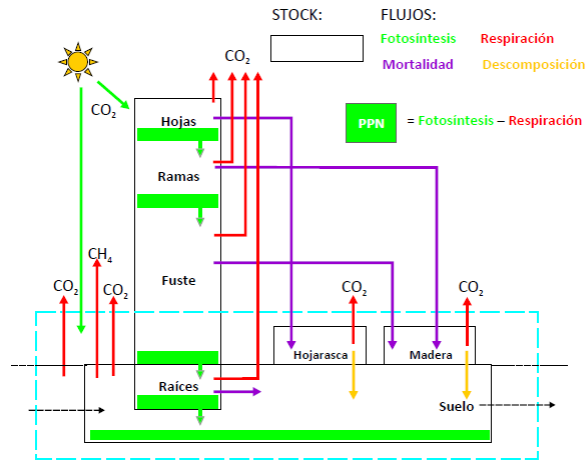 STOCK:
FLUJOS:
Fotosíntesis
Respiración
Mortalidad
Descomposición
PPN
= Fotosíntesis – Respiración
CO2
CO2
Hojas
Ramas
CH4
CO2
CO2
Fuste
CO2
CO2
Hojarasca
Madera
Raíces
Suelo